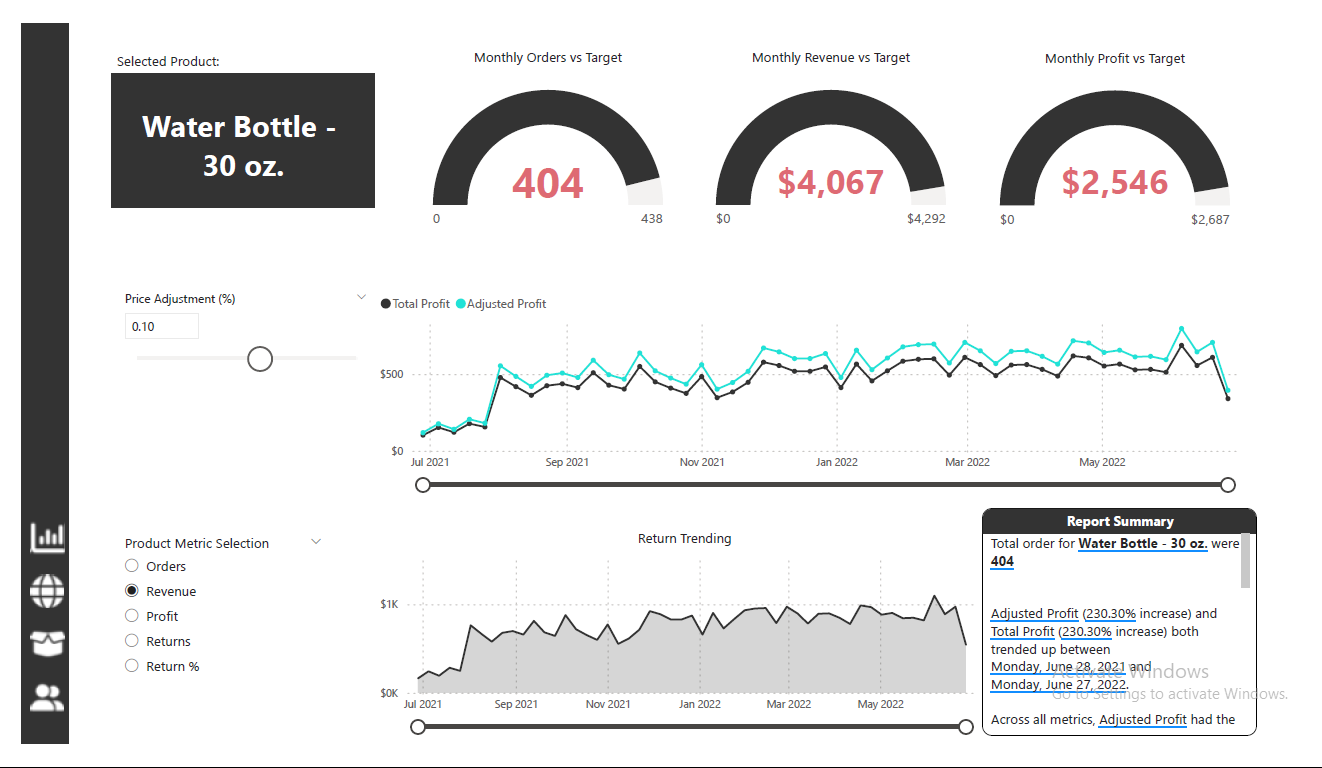 Selected Product:
Water Bottle -
30 oz.
Monthly Orders vs Target
404
0
438
Monthly Revenue vs Target
$4,067
$0
$4,292
Monthly Profit vs Target
$2,546
$0
$2,687
Price Adjustment (%)
0.10
Total Profit
Adjusted Profit
$500
$0
Jul 2021
Sep 2021
Nov 2021
Jan 2022
Mar 2022
May 2022
Product Metric Selection
Orders
Revenue
Profit
Returns
Return %
Return Trending
$1K
$0K
Jul 2021
Sep 2021
Nov 2021
Jan 2022
Mar 2022
May 2022
Report Summary
Total order for Water Bottle - 30 oz. were
404
Adjusted Profit (230.30% increase) and
Total Profit (230.30% increase) both
trended up between
Monday, June 28, 2021 and
Monday, June 27, 2022.
Across all metrics, Adjusted Profit had the
Activate Windows
Go to Settings to activate Windows.